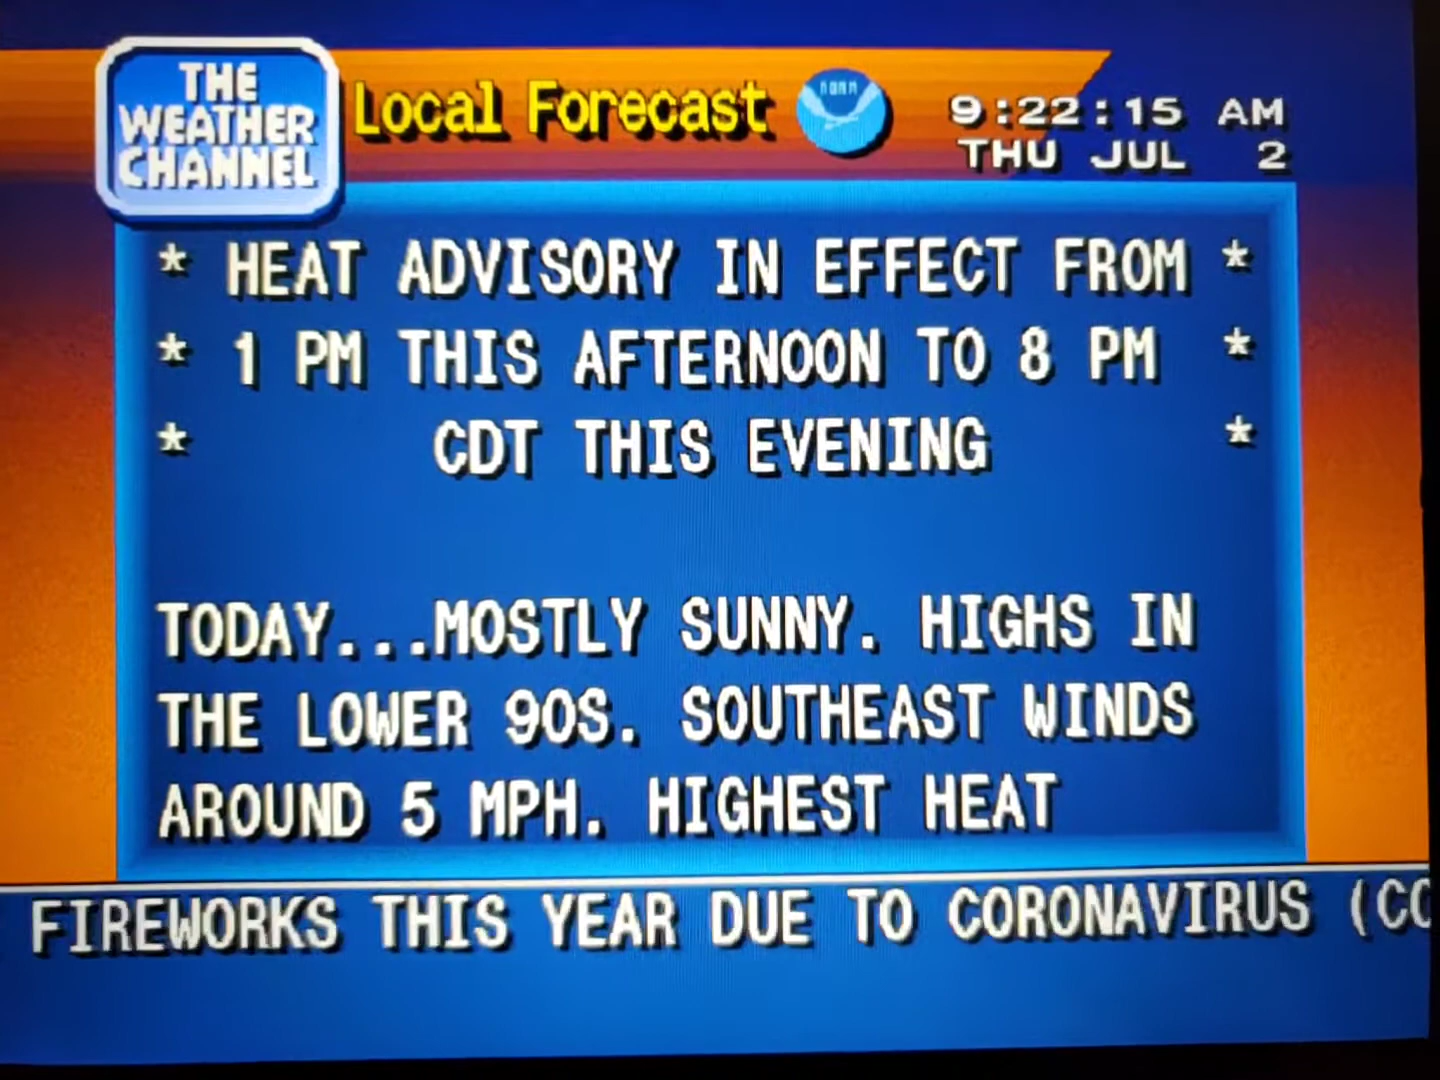 THE
WEATHER
CHANNEL
Local Forecast
NOAA
9:22:15 AM
THU JUL 2
* HEAT ADVISORY IN EFFECT FROM *
* 1 PM THIS AFTERNOON TO 8 PM *
* CDT THIS EVENING *
TODAY...MOSTLY SUNNY. HIGHS IN
THE LOWER 90S. SOUTHEAST WINDS
AROUND 5 MPH. HIGHEST HEAT
FIREWORKS THIS YEAR DUE TO CORONAVIRUS (CO